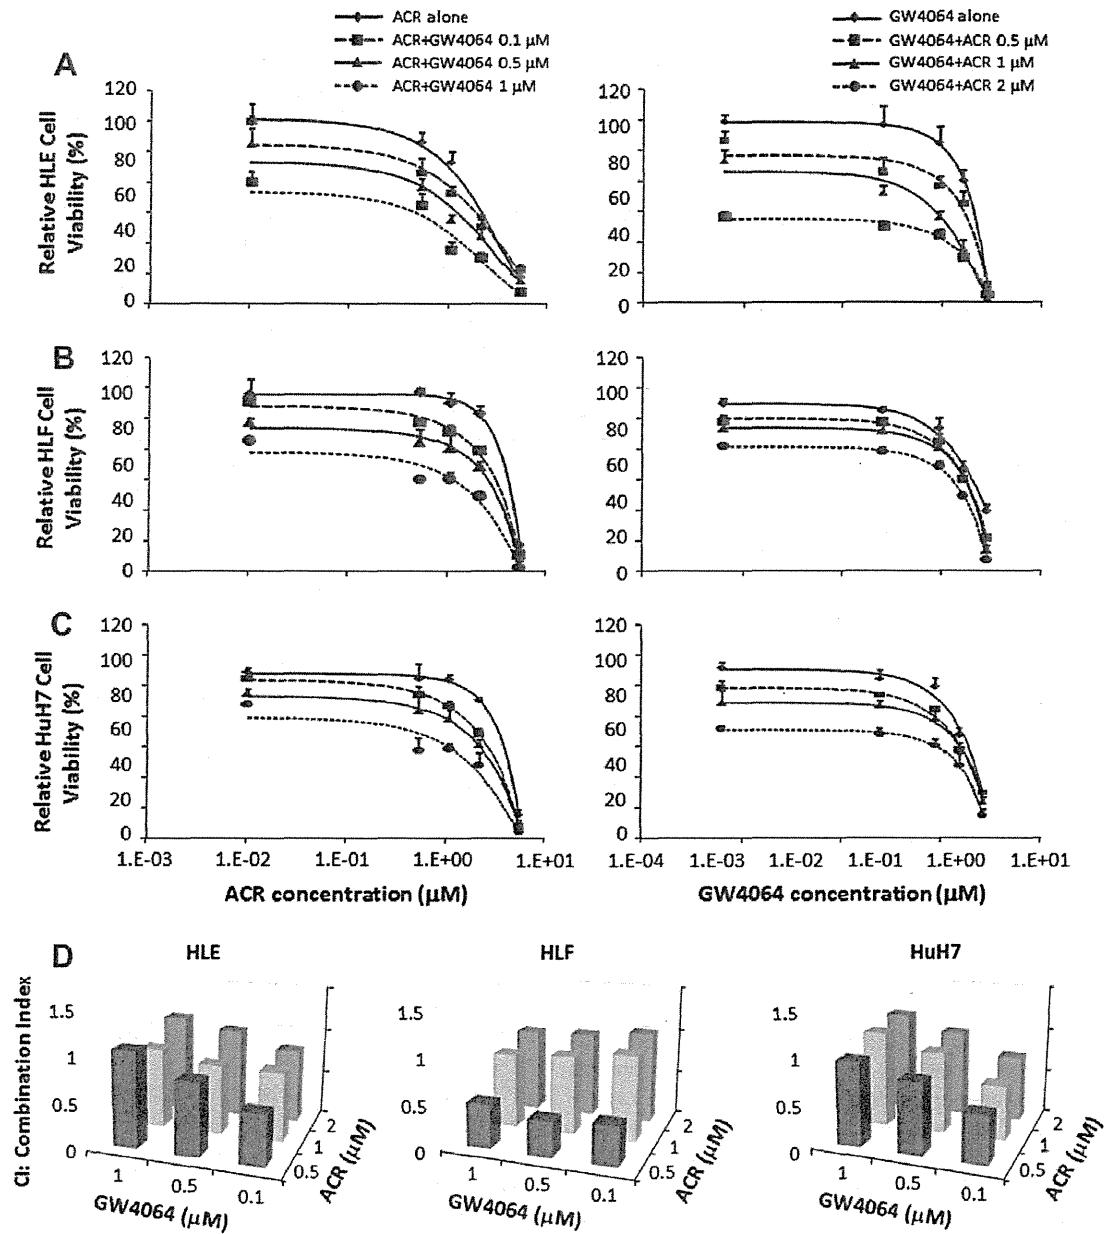 ACR alone
ACR+GW4064 0.1 µM
ACR+GW4064 0.5 µM
ACR+GW4064 1 µM
GW4064 alone
GW4064+ACR 0.5 µM
GW4064+ACR 1 µM
GW4064+ACR 2 µM
A
Relative HLE Cell
Viability (%)
120
100
80
60
40
20
0
120
100
80
60
40
20
0
B
Relative HLF Cell
Viability (%)
120
100
80
60
40
20
0
120
100
80
60
40
20
0
C
Relative HuH7 Cell
Viability (%)
120
100
80
60
40
20
0
120
100
80
60
40
20
0
1.E-03 1.E-02 1.E-01 1.E+00 1.E+01
ACR concentration (µM)
1.E-04 1.E-03 1.E-02 1.E-01 1.E+00 1.E+01
GW4064 concentration (µM)
D
HLE
HLF
HuH7
CI: Combination Index
1.5
1
0.5
0
1
0.5
0.1
GW4064 (µM)
0.5
1
2
ACR (µM)
1.5
1
0.5
0
1
0.5
0.1
GW4064 (µM)
0.5
1
2
ACR (µM)
1.5
1
0.5
0
1
0.5
0.1
GW4064 (µM)
0.5
1
2
ACR (µM)